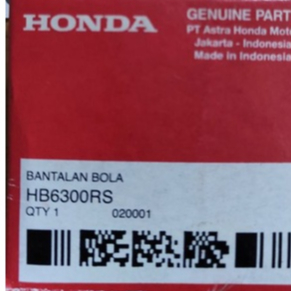 HONDA
GENUINE PART
PT Astra Honda Moto
Jakarta - Indonesia
Made in Indonesia
BANTALAN BOLA
HB6300RS
QTY 1 020001